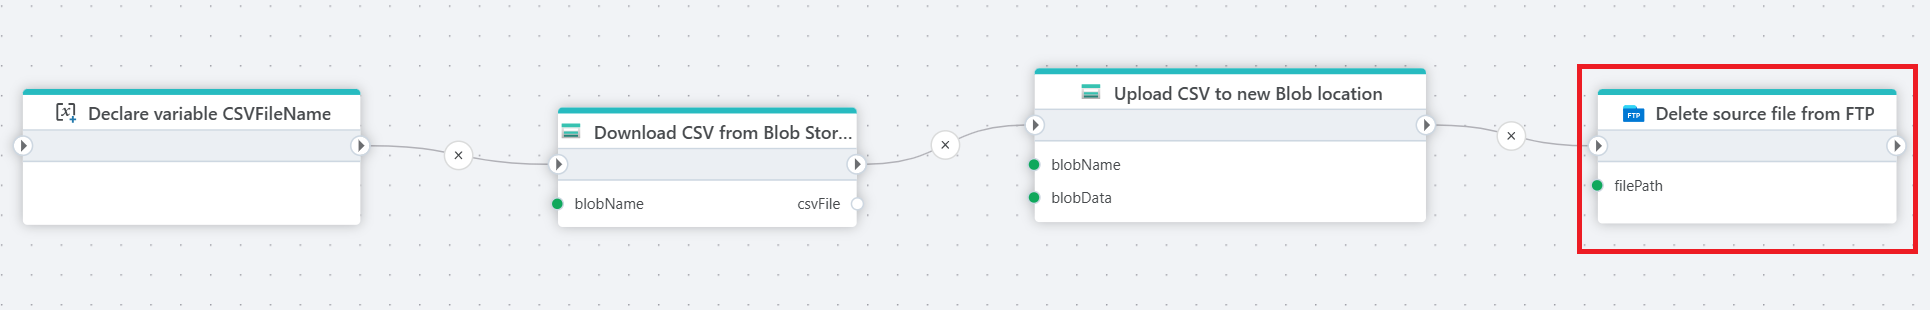 Declare variable CSVFileName
Download CSV from Blob Stor...
blobName
csvFile
Upload CSV to new Blob location
blobName
blobData
FTP
Delete source file from FTP
filePath